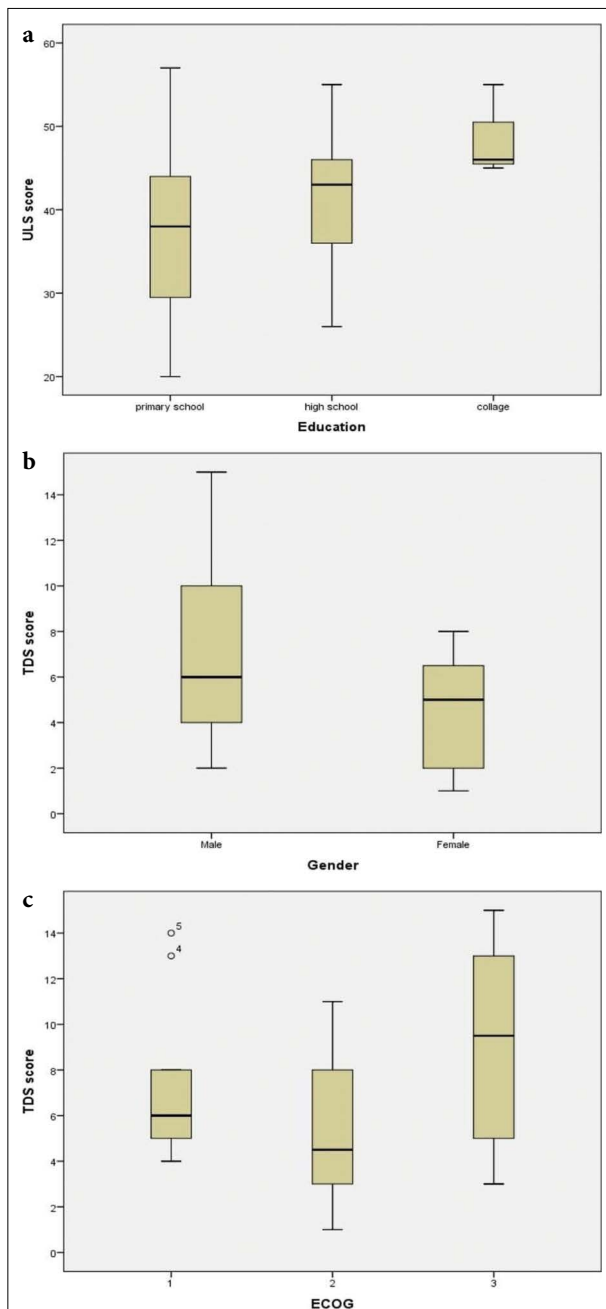 a
60
50
40
30
20
ULS score
primary school high school collage
Education
b
14
12
10
8
6
4
2
0
TDS score
Male Female
Gender
c
14
12
10
8
6
4
2
0
TDS score
5
4
1 2 3
ECOG